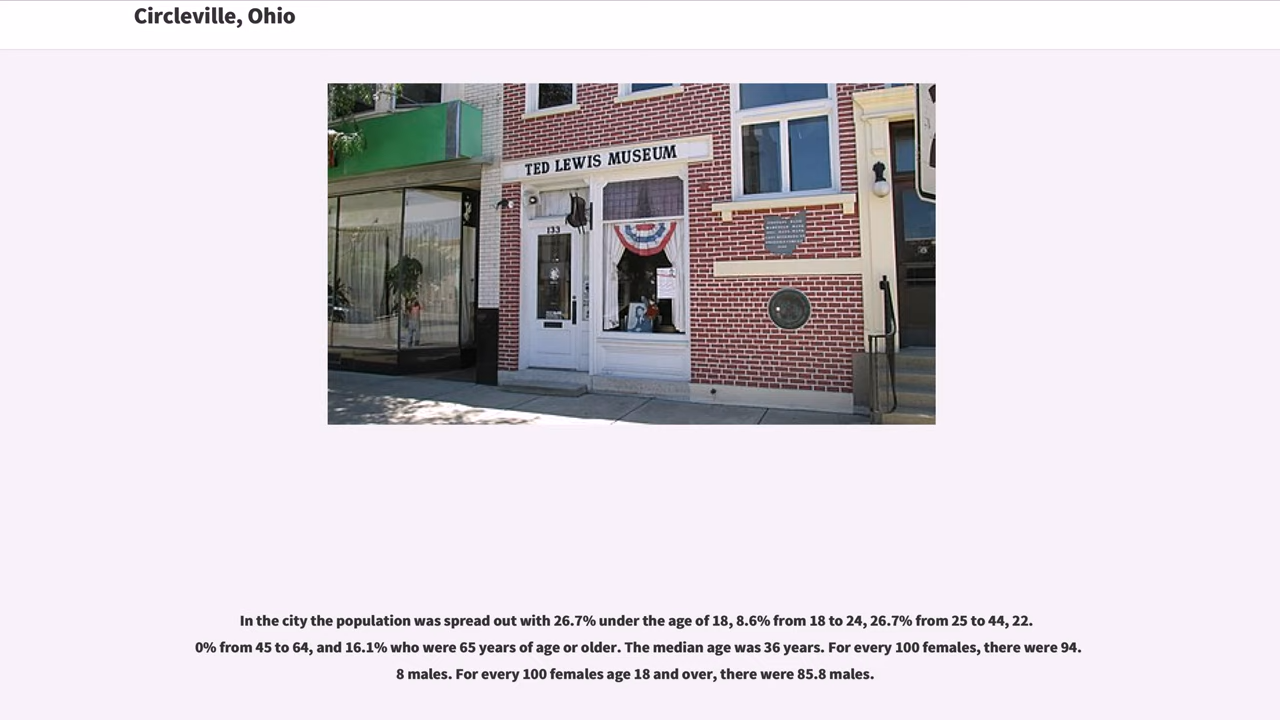 Circleville, Ohio
TED LEWIS MUSEUM
133
In the city the population was spread out with 26.7% under the age of 18, 8.6% from 18 to 24, 26.7% from 25 to 44, 22.
0% from 45 to 64, and 16.1% who were 65 years of age or older. The median age was 36 years. For every 100 females, there were 94.
8 males. For every 100 females age 18 and over, there were 85.8 males.